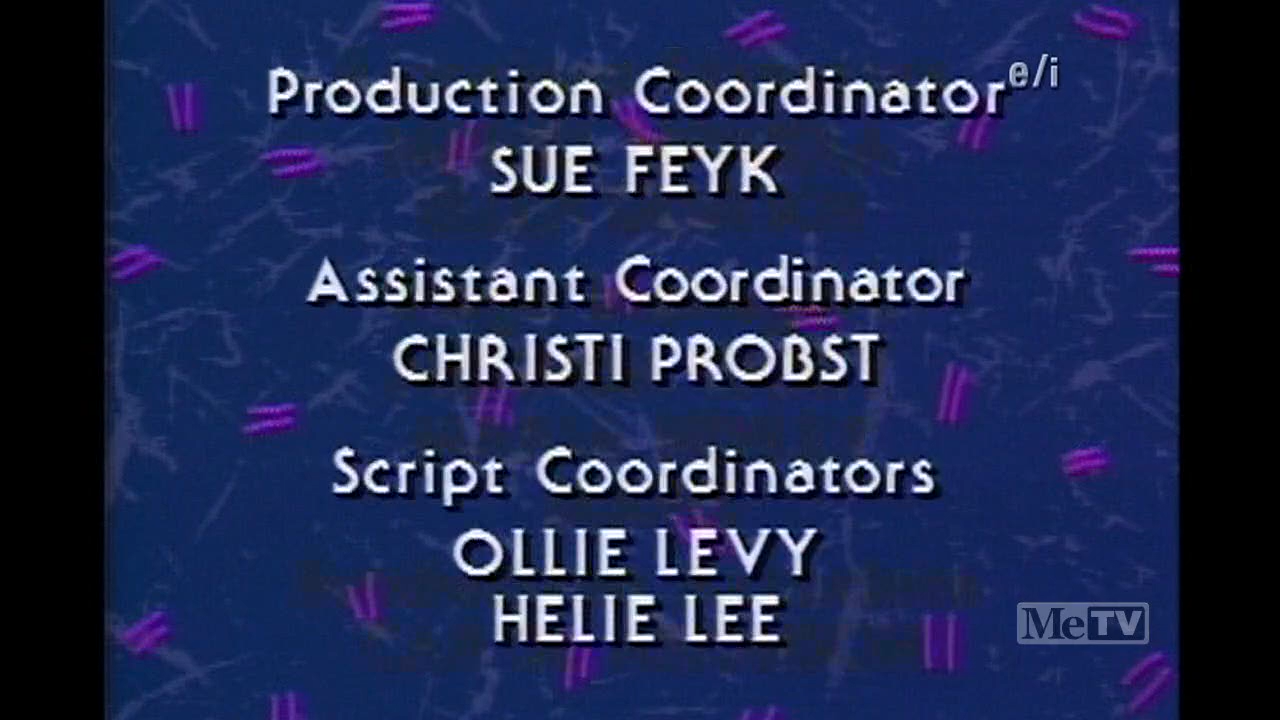 e/i
Production Coordinator
SUE FEYK
Assistant Coordinator
CHRISTI PROBST
Script Coordinators
OLLIE LEVY
HELIE LEE
MeTV